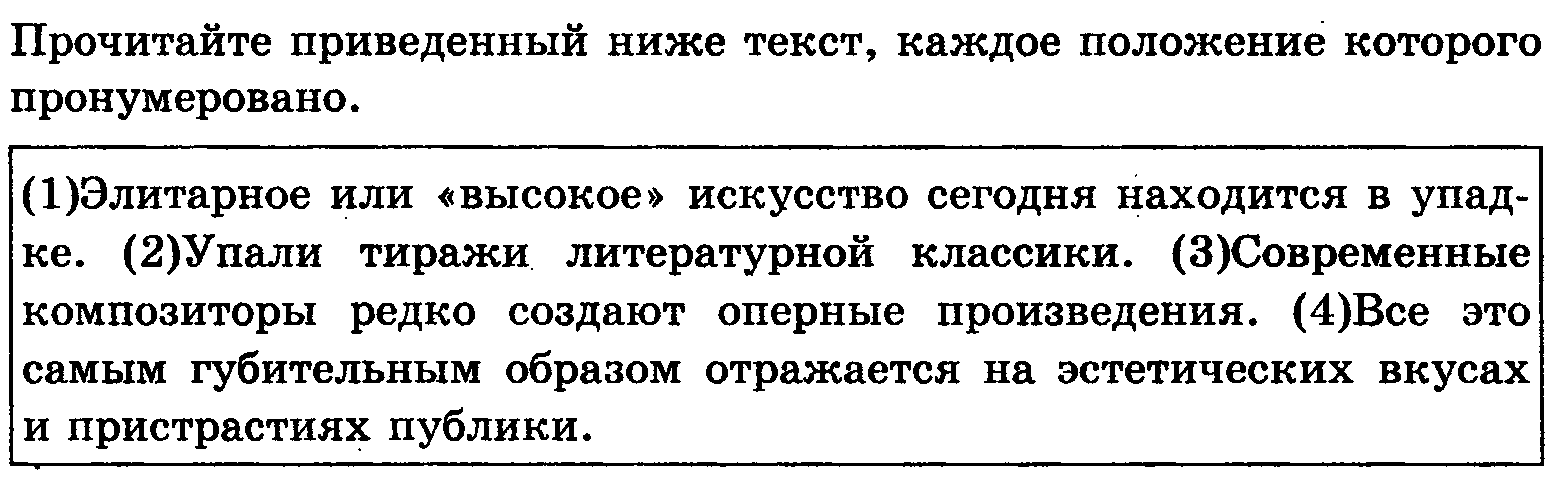 Прочитайте приведенный ниже текст, каждое положение которого
пронумеровано.
(1)Элитарное или «высокое» искусство сегодня находится в упад-
ке. (2)Упали тиражи литературной классики. (3)Современные
композиторы редко создают оперные произведения. (4)Все это
самым губительным образом отражается на эстетических вкусах
и пристрастиях публики.